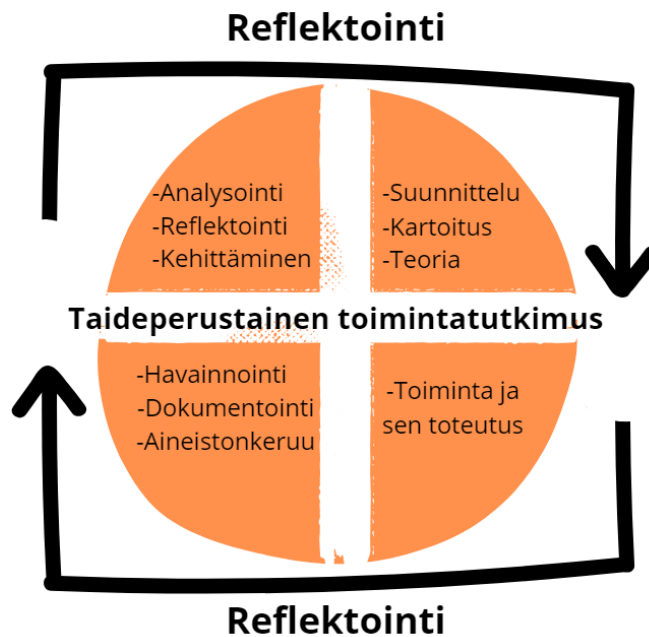 Reflektointi
-Analysointi
-Reflektointi
-Kehittäminen
-Suunnittelu
-Kartoitus
-Teoria
Taideperustainen toimintatutkimus
-Havainnointi
-Dokumentointi
-Aineistonkeruu
-Toiminta ja
sen toteutus
Reflektointi